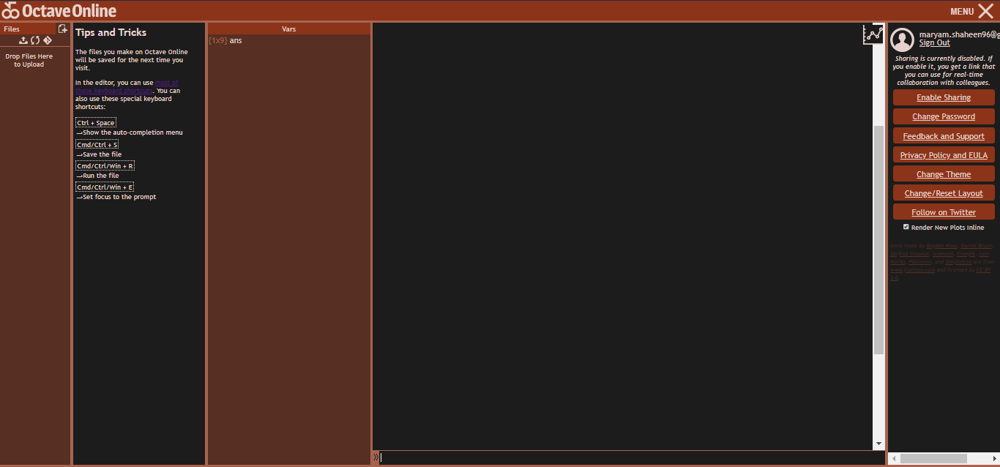 OctaveOnline
MENU
Files
Drop Files Here
to Upload
Tips and Tricks
The files you make on Octave Online
will be saved for the next time you
visit.
In the editor, you can use most of
these keyboard shortcuts. You can
also use these special keyboard
shortcuts:
Ctrl + Space
→Show the auto-completion menu
Cmd/Ctrl + S
→Save the file
Cmd/Ctrl/Win + R
→Run the file
Cmd/Ctrl/Win + E
→Set focus to the prompt
Vars
[1x9] ans
»
maryam.shaheen96@g
Sign Out
Sharing is currently disabled. If
you enable it, you get a link that
you can use for real-time
collaboration with colleagues.
Enable Sharing
Change Password
Feedback and Support
Privacy Policy and EULA
Change Theme
Change/Reset Layout
Follow on Twitter
Render New Plots Inline
Icons made by Daniel Bruce,
Freepik, Icon
Works, and are from
www.flaticon.com and licensed by CC BY
3.0